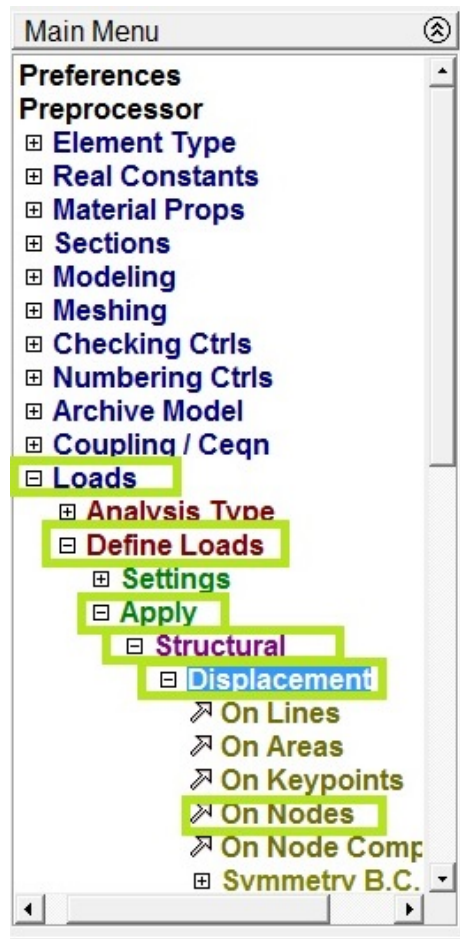 Main Menu
Preferences
Preprocessor
Element Type
Real Constants
Material Props
Sections
Modeling
Meshing
Checking Ctrls
Numbering Ctrls
Archive Model
Coupling / Ceqn
Loads
Analysis Type
Define Loads
Settings
Apply
Structural
Displacement
On Lines
On Areas
On Keypoints
On Nodes
On Node Comp
Symmetry B.C.